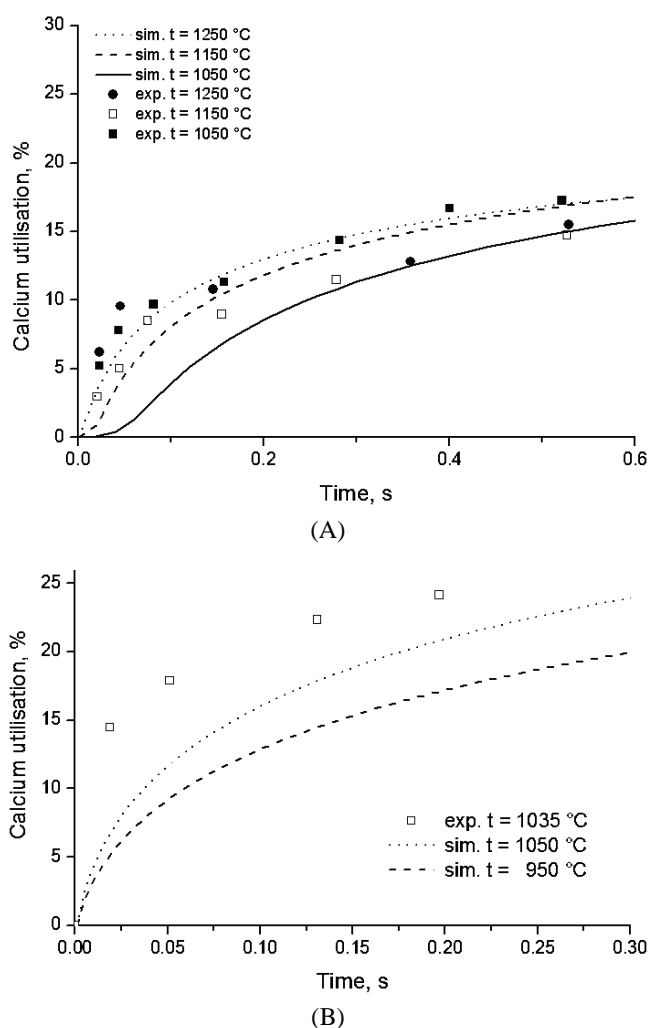 30
25
20
15
10
5
0
Calcium utilisation, %
sim. t = 1250 °C
sim. t = 1150 °C
sim. t = 1050 °C
exp. t = 1250 °C
exp. t = 1150 °C
exp. t = 1050 °C
0.0 0.2 0.4 0.6
Time, s
(A)
25
20
15
10
5
0
Calcium utilisation, %
exp. t = 1035 °C
sim. t = 1050 °C
sim. t = 950 °C
0.00 0.05 0.10 0.15 0.20 0.25 0.30
Time, s
(B)